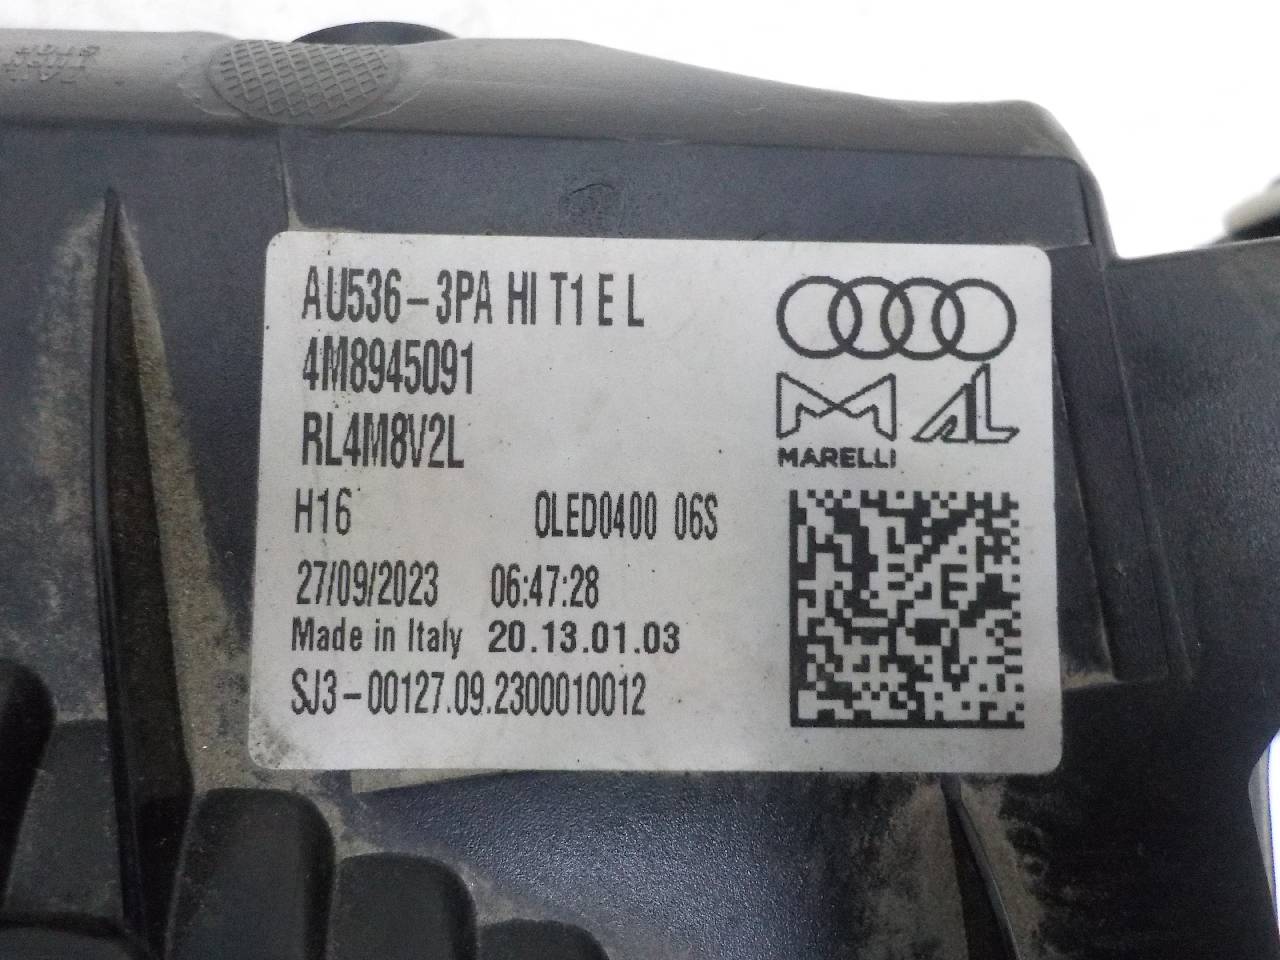 AU536-3PA HI T1 E L
4M8945091
RL4M8V2L
MARELLI
AL
H16 OLED0400 06S
27/09/2023 06:47:28
Made in Italy 20.13.01.03
SJ3-00127.09.2300010012